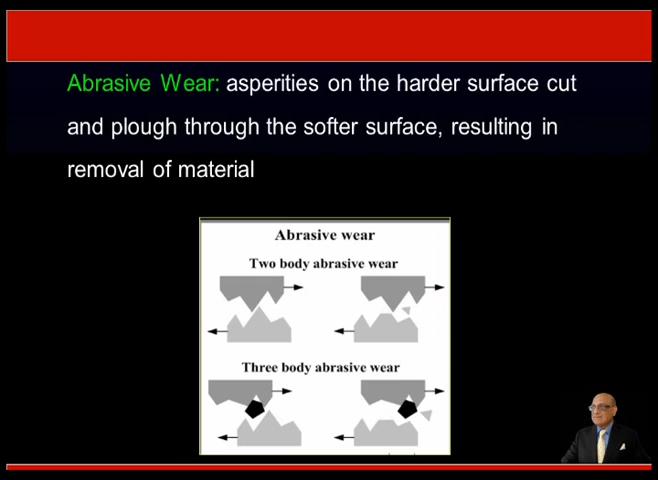 Abrasive Wear: asperities on the harder surface cut
and plough through the softer surface, resulting in
removal of material
Abrasive wear
Two body abrasive wear
Three body abrasive wear